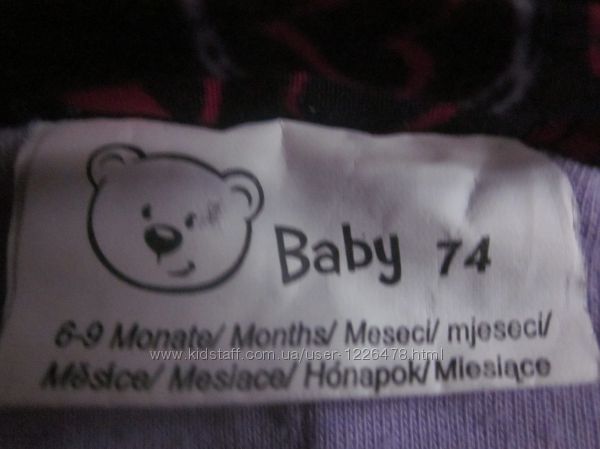 Baby 74
6-9 Monate/ Months/ Meseci/ mjeseci/
www.kidstaff.com.ua/user-1226478.html
Měsíce/ Mesiace/ Hónapok/Miesiące